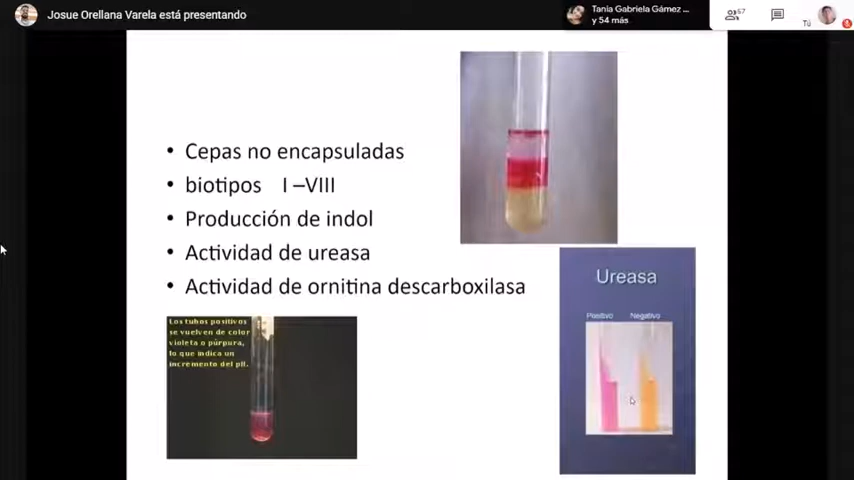 Josue Orellana Varela está presentando
Tania Gabriela Gámez ...
y 54 más
67
Tú
• Cepas no encapsuladas
• biotipos I –VIII
• Producción de indol
• Actividad de ureasa
• Actividad de ornitina descarboxilasa
Los tubos positivos
se vuelven de color
violeta o púrpura,
lo que indica un
incremento del pH.
Ureasa
Positivo Negativo